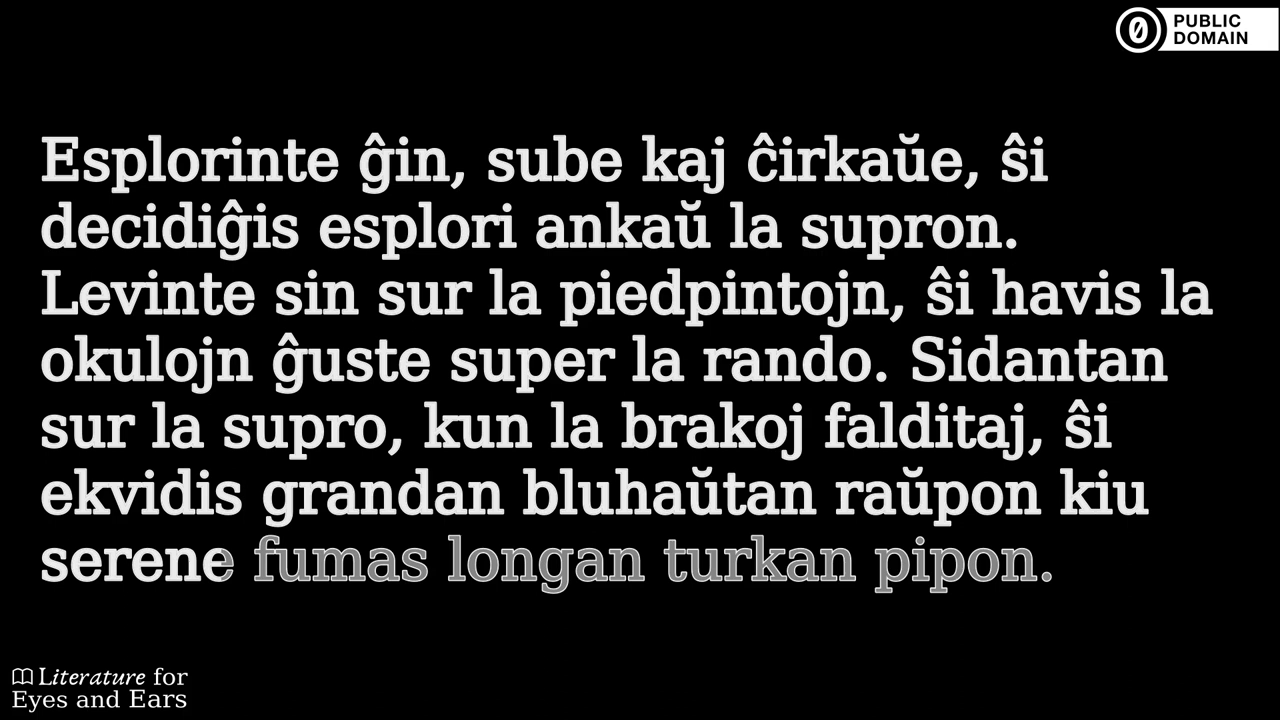 PUBLIC
DOMAIN
Esplorinte ĝin, sube kaj ĉirkaŭe, ŝi
decidiĝis esplori ankaŭ la supron.
Levinte sin sur la piedpintojn, ŝi havis la
okulojn ĝuste super la rando. Sidantan
sur la supro, kun la brakoj falditaj, ŝi
ekvidis grandan bluhaŭtan raŭpon kiu
serene fumas longan turkan pipon.
Literature for
Eyes and Ears